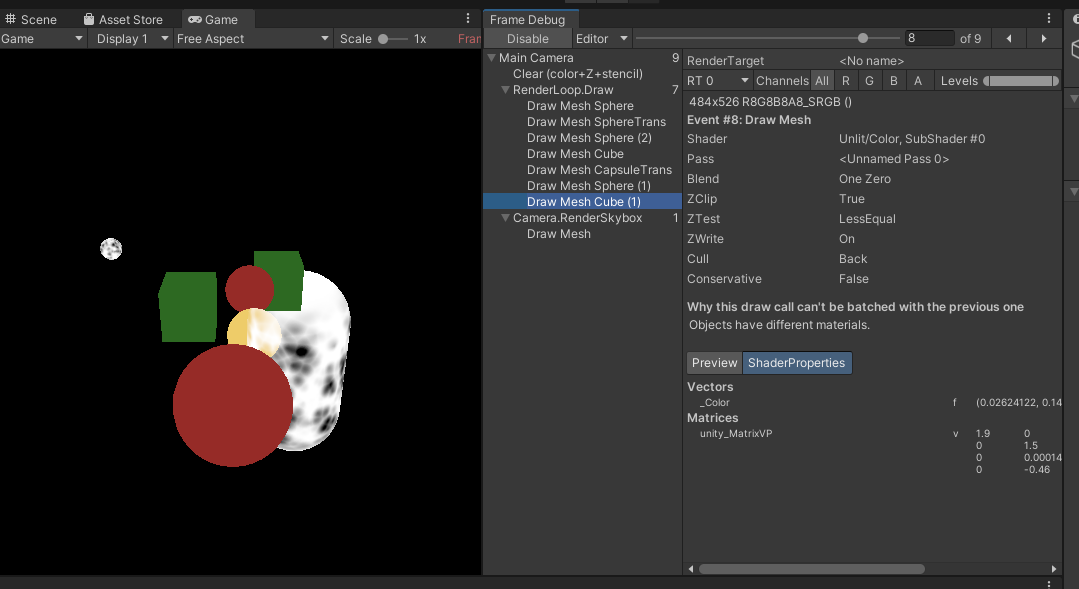 Scene Asset Store Game
Game Display 1 Free Aspect Scale 1x Fran
Frame Debug
Disable Editor 8 of 9
Main Camera 9
Clear (color+Z+stencil)
RenderLoop.Draw 7
Draw Mesh Sphere
Draw Mesh SphereTrans
Draw Mesh Sphere (2)
Draw Mesh Cube
Draw Mesh CapsuleTrans
Draw Mesh Sphere (1)
Draw Mesh Cube (1)
Camera.RenderSkybox 1
Draw Mesh
RenderTarget <No name>
RT 0 Channels All R G B A Levels
484x526 R8G8B8A8_SRGB ()
Event #8: Draw Mesh
Shader Unlit/Color, SubShader #0
Pass <Unnamed Pass 0>
Blend One Zero
ZClip True
ZTest LessEqual
ZWrite On
Cull Back
Conservative False
Why this draw call can't be batched with the previous one
Objects have different materials.
Preview ShaderProperties
Vectors
_Color f (0.02624122, 0.14
Matrices
unity_MatrixVP v 1.9 0
0 1.5
0 0.00014
0 -0.46